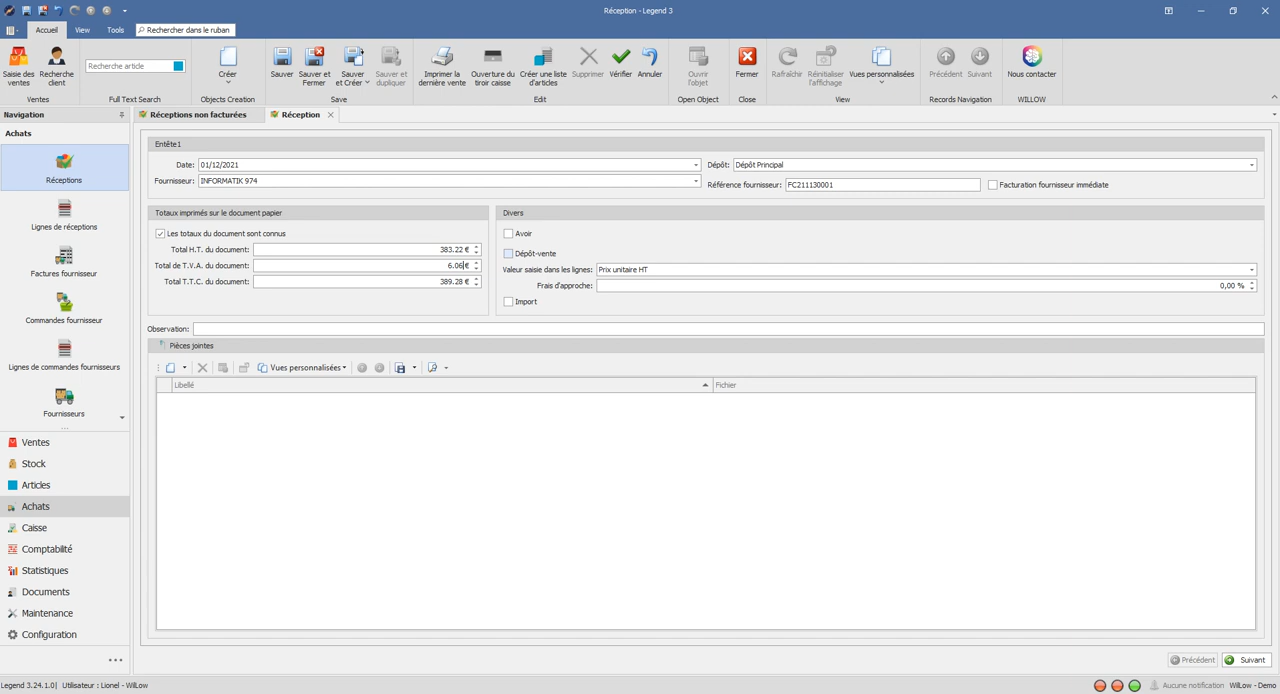 Réception - Legend 3
Accueil View Tools Rechercher dans le ruban
Saisie des ventes
Recherche client
Ventes
Recherche article
Full Text Search
Créer
Objects Creation
Sauver
Sauver et Fermer
Sauver et Créer
Sauver et dupliquer
Save
Imprimer la dernière vente
Ouverture du tiroir caisse
Créer une liste d'articles
Supprimer
Vérifier
Annuler
Edit
Ouvrir l'objet
Open Object
Fermer
Close
Rafraîchir
Réinitialiser l'affichage
Vues personnalisées
View
Précédent
Suivant
Records Navigation
Nous contacter
WILLOW
Navigation
Achats
Réceptions
Lignes de réceptions
Factures fournisseur
Commandes fournisseur
Lignes de commandes fournisseurs
Fournisseurs
Ventes
Stock
Articles
Achats
Caisse
Comptabilité
Statistiques
Documents
Maintenance
Configuration
Réceptions non facturées
Réception
Entête1
Date: 01/12/2021
Dépôt: Dépôt Principal
Fournisseur: INFORMATIK 974
Référence fournisseur: FC211130001
Facturation fournisseur immédiate
Totaux imprimés sur le document papier
Les totaux du document sont connus
Total H.T. du document: 383.22 €
Total de T.V.A. du document: 6.06 €
Total T.T.C. du document: 389.28 €
Divers
Avoir
Dépôt-vente
Valeur saisie dans les lignes: Prix unitaire HT
Frais d'approche: 0,00 %
Import
Observation:
Pièces jointes
Vues personnalisées
Libellé Fichier
Précédent Suivant
Legend 3.24.1.0| Utilisateur : Lionel - WilLow
Aucune notification WilLow - Demo